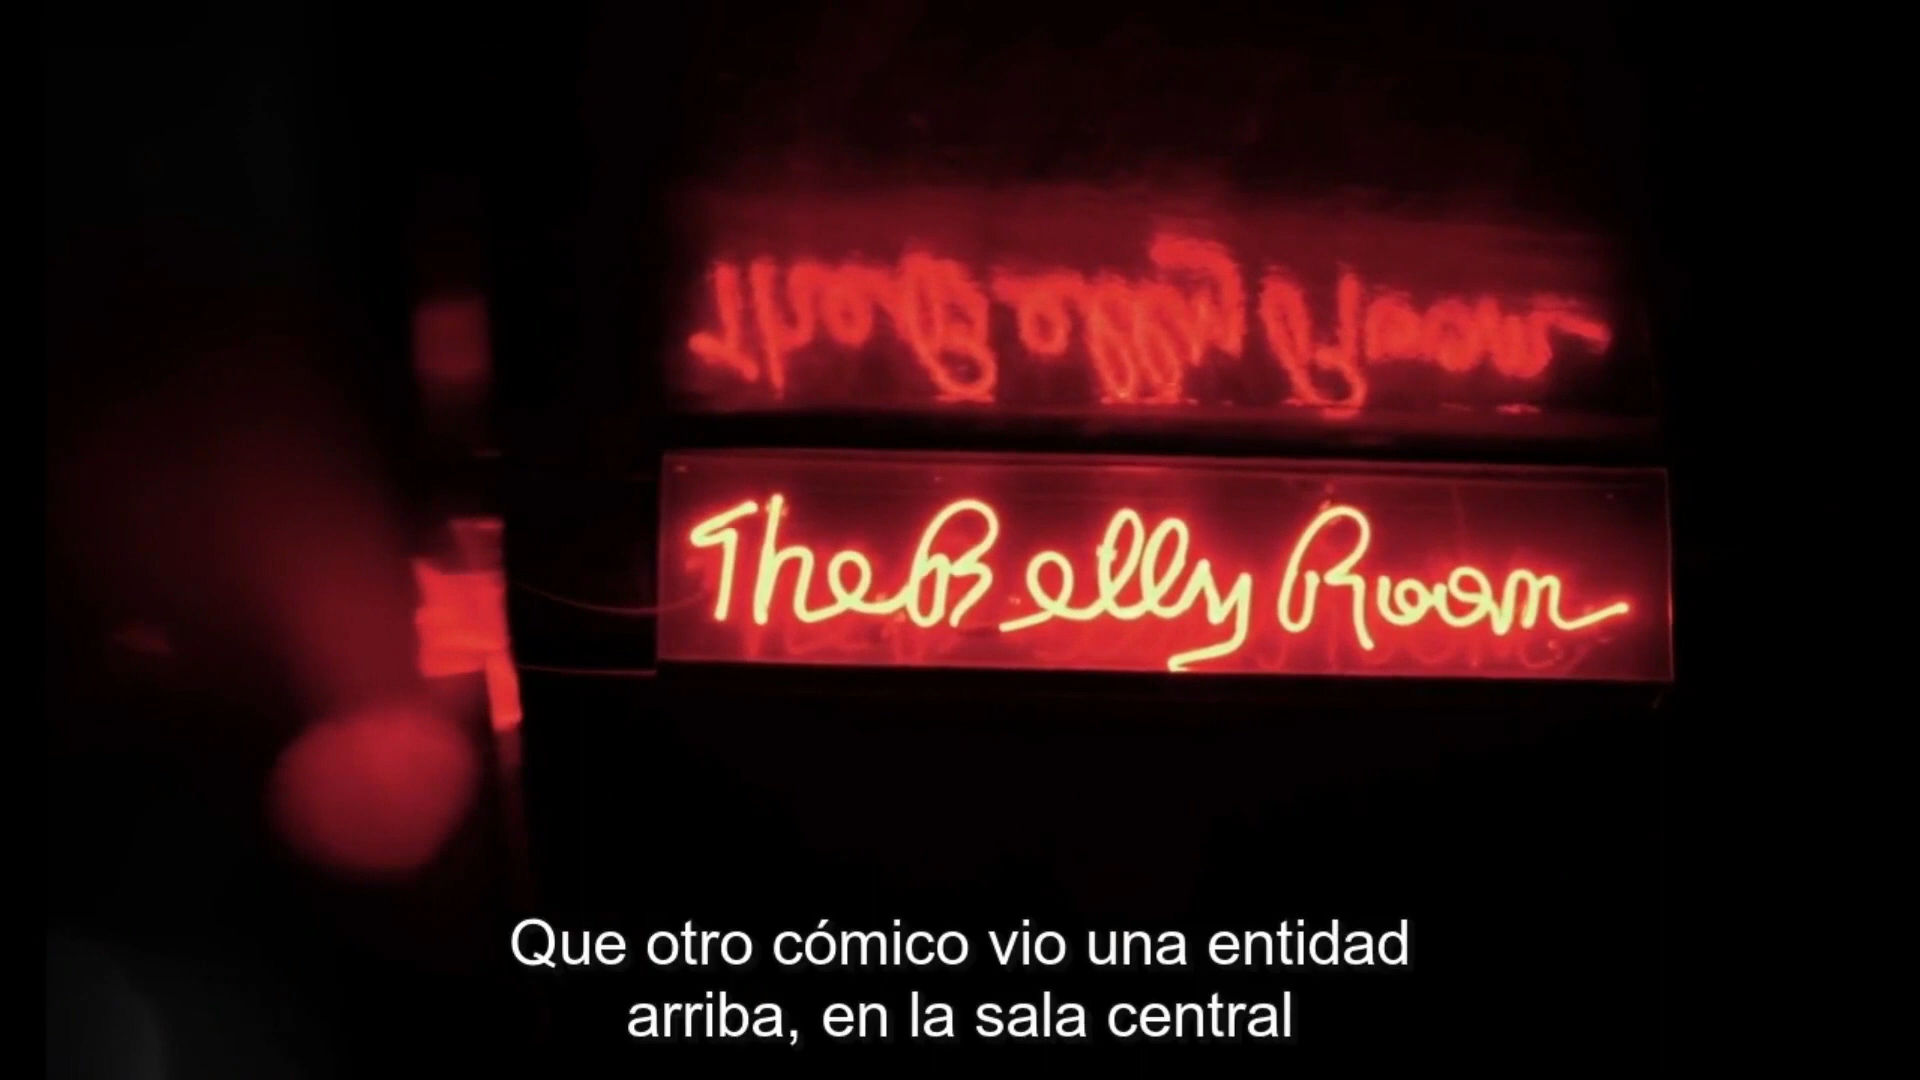 The Belly Room
Que otro cómico vio una entidad
arriba, en la sala central